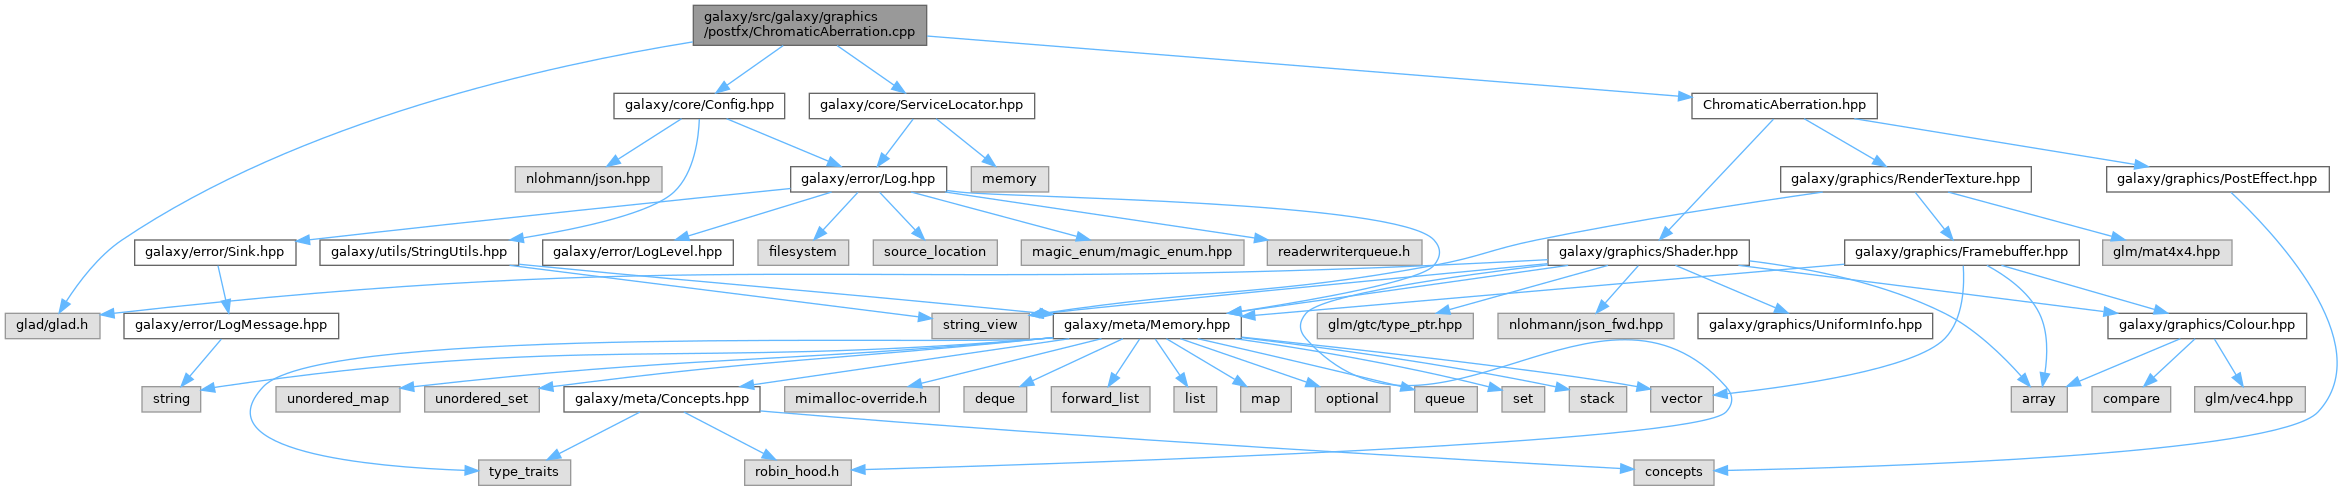 galaxy/src/galaxy/graphics
/postfx/ChromaticAberration.cpp
galaxy/core/Config.hpp
galaxy/core/ServiceLocator.hpp
ChromaticAberration.hpp
nlohmann/json.hpp
galaxy/error/Log.hpp
memory
galaxy/graphics/RenderTexture.hpp
galaxy/graphics/PostEffect.hpp
galaxy/error/Sink.hpp
galaxy/utils/StringUtils.hpp
galaxy/error/LogLevel.hpp
filesystem
source_location
magic_enum/magic_enum.hpp
readerwriterqueue.h
galaxy/graphics/Shader.hpp
galaxy/graphics/Framebuffer.hpp
glm/mat4x4.hpp
glad/glad.h
galaxy/error/LogMessage.hpp
string_view
galaxy/meta/Memory.hpp
glm/gtc/type_ptr.hpp
nlohmann/json_fwd.hpp
galaxy/graphics/UniformInfo.hpp
galaxy/graphics/Colour.hpp
string
unordered_map
unordered_set
galaxy/meta/Concepts.hpp
mimalloc-override.h
deque
forward_list
list
map
optional
queue
set
stack
vector
array
compare
glm/vec4.hpp
type_traits
robin_hood.h
concepts